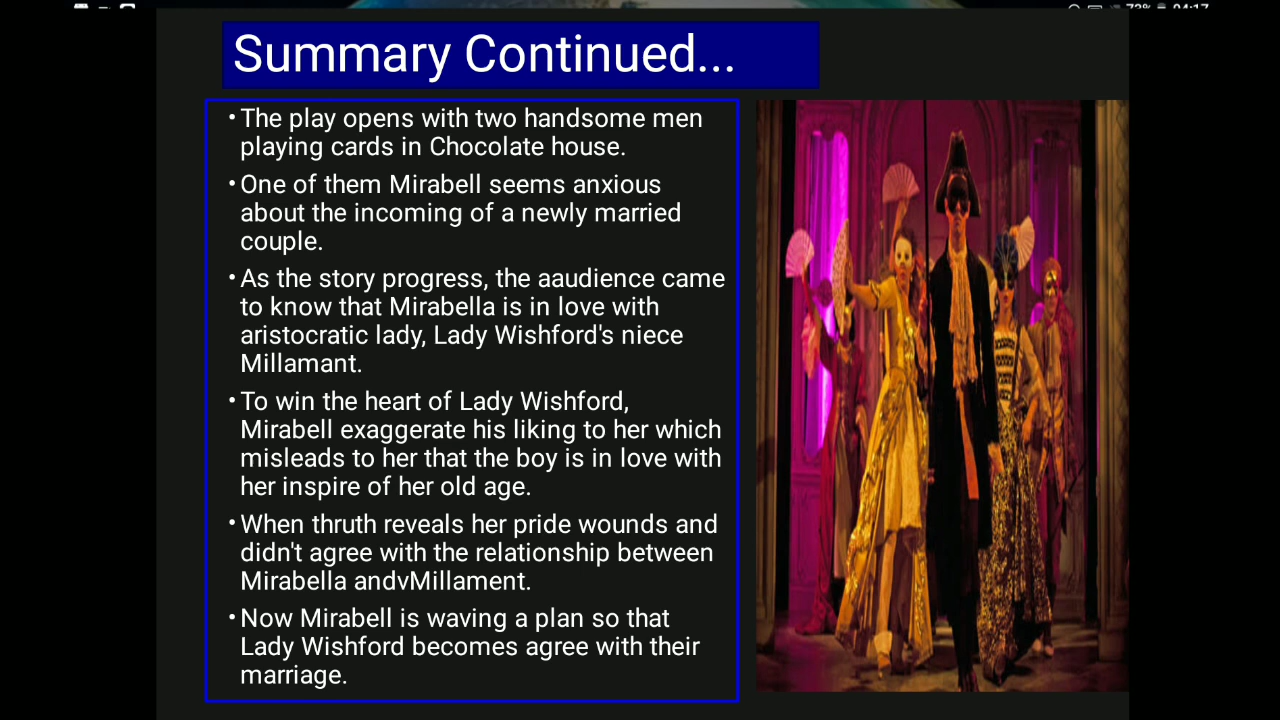 73% 04:17
Summary Continued...
•The play opens with two handsome men
playing cards in Chocolate house.
•One of them Mirabell seems anxious
about the incoming of a newly married
couple.
•As the story progress, the aaudience came
to know that Mirabella is in love with
aristocratic lady, Lady Wishford's niece
Millamant.
•To win the heart of Lady Wishford,
Mirabell exaggerate his liking to her which
misleads to her that the boy is in love with
her inspire of her old age.
•When thruth reveals her pride wounds and
didn't agree with the relationship between
Mirabella andvMillament.
•Now Mirabell is waving a plan so that
Lady Wishford becomes agree with their
marriage.